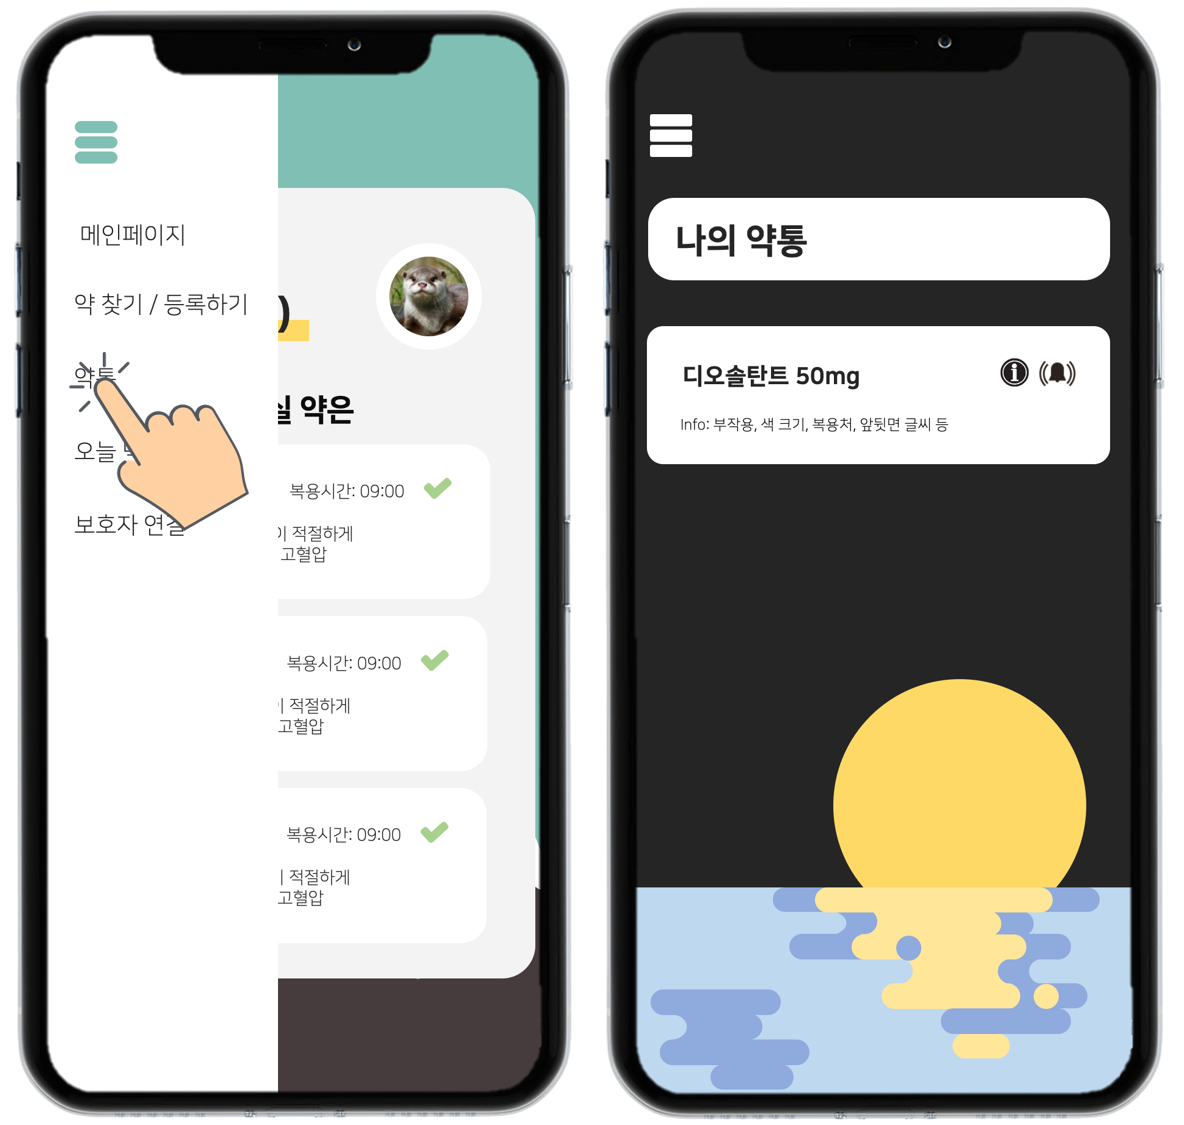 메인페이지
약 찾기 / 등록하기
약통
오늘
보호자 연결
)
실 약은
복용시간: 09:00
이 적절하게
고혈압
복용시간: 09:00
적절하게
고혈압
복용시간: 09:00
적절하게
고혈압
나의 약통
디오솔탄트 50mg
Info: 부작용, 색 크기, 복용처, 앞뒷면 글씨 등